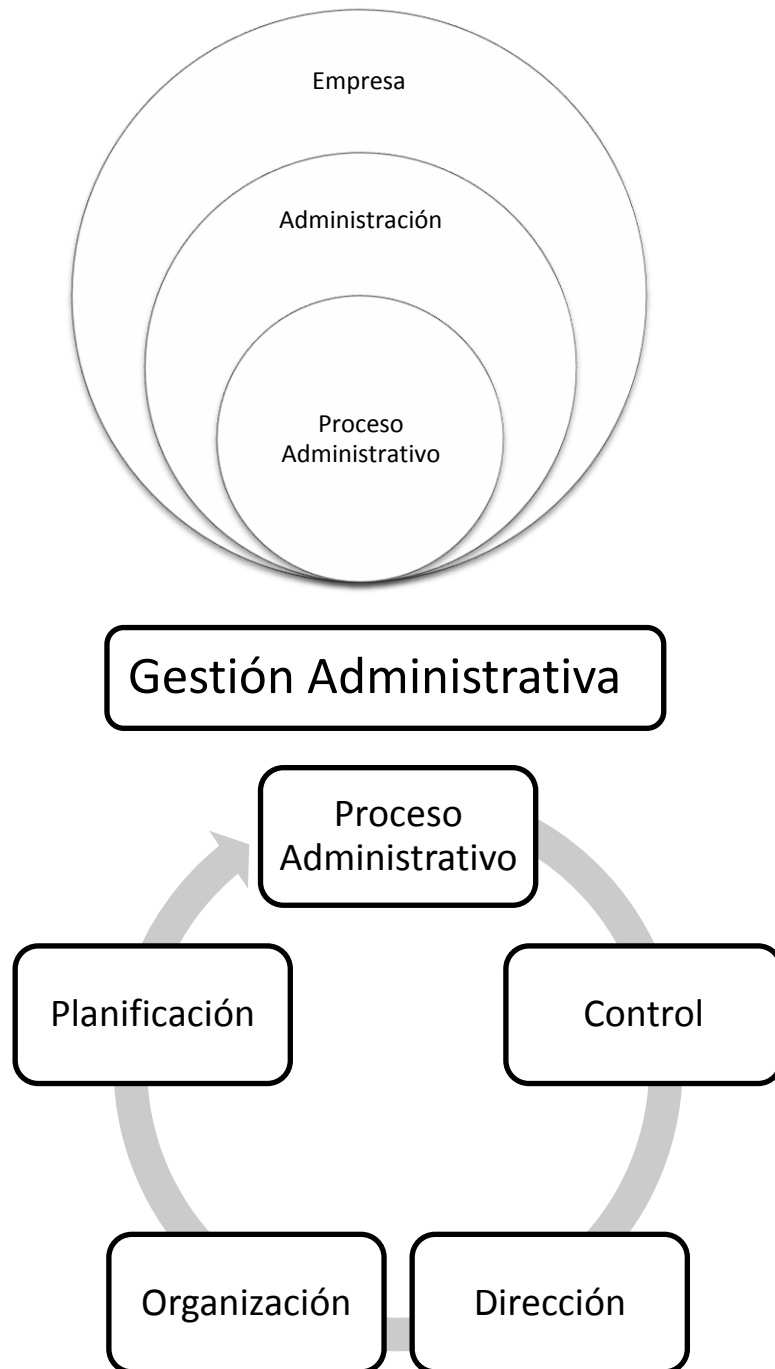 Empresa
Administración
Proceso
Administrativo
Gestión Administrativa
Proceso
Administrativo
Planificación
Control
Organización
Dirección